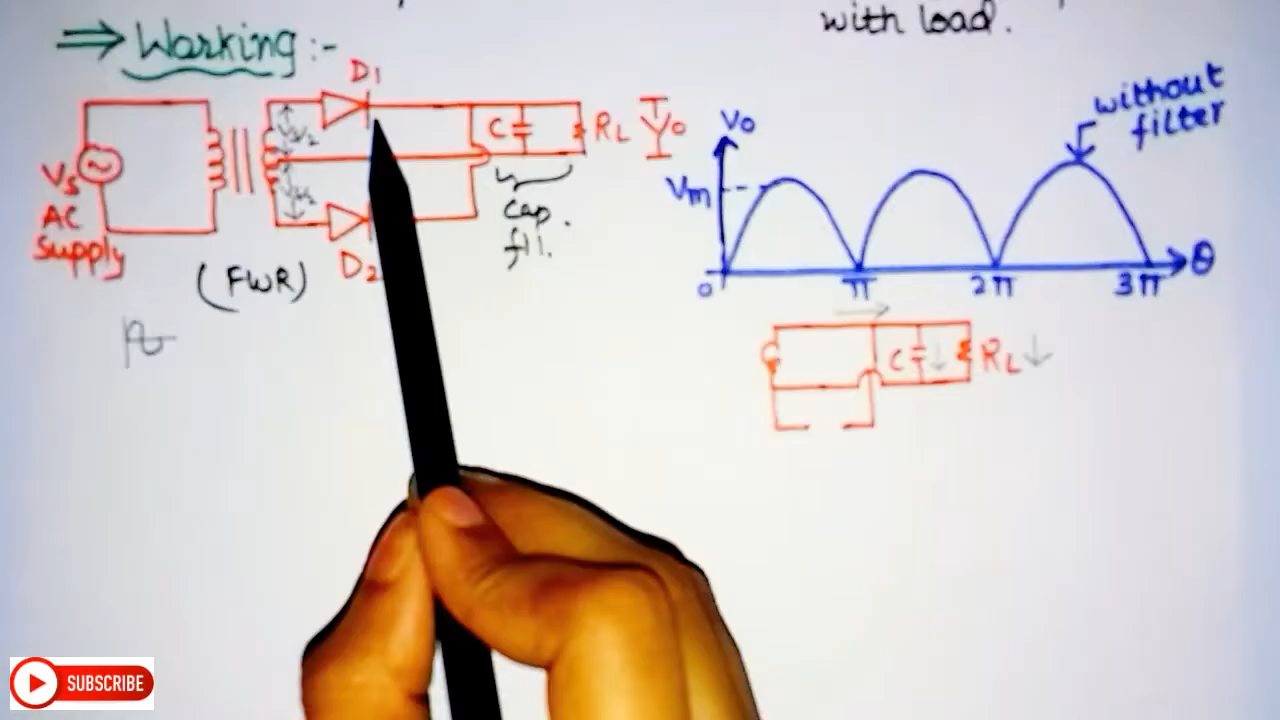 with load.
⇒ Working :-
D1
without
filter
C
RL
Vo
Vo
Vs
Vm
AC
Supply
cap.
fil.
D2
(FWR)
0
π
2π
3π
θ
C
RL
SUBSCRIBE